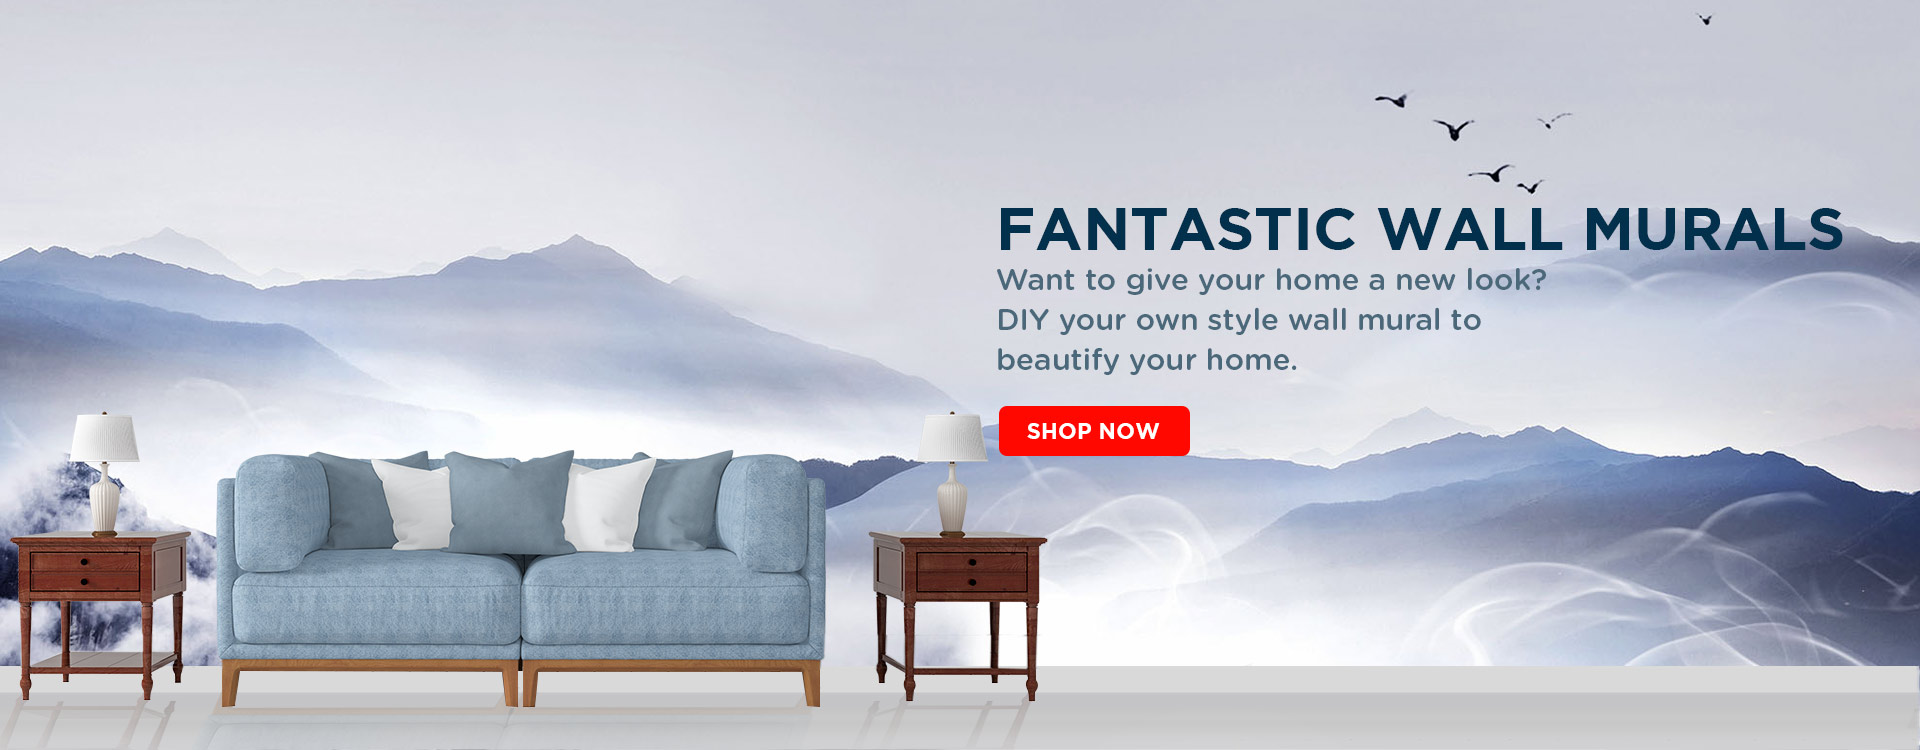 FANTASTIC WALL MURALS
Want to give your home a new look?
DIY your own style wall mural to
beautify your home.
SHOP NOW